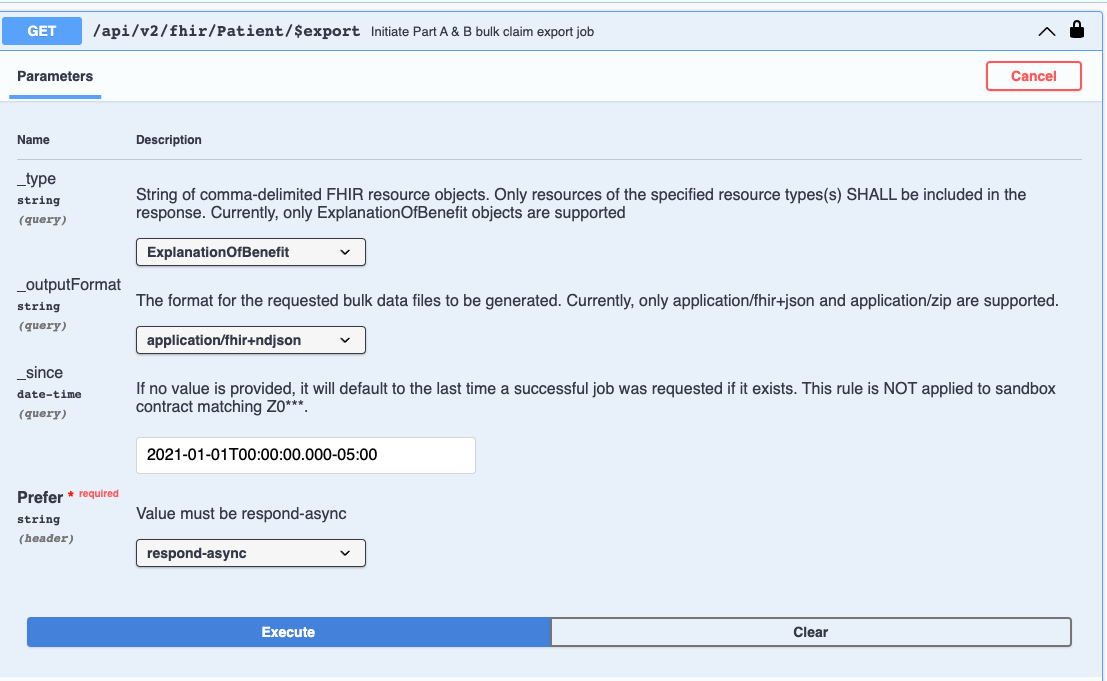 GET /api/v2/fhir/Patient/$export Initiate Part A & B bulk claim export job
Parameters
Cancel
Name Description
_type
string
(query)
String of comma-delimited FHIR resource objects. Only resources of the specified resource types(s) SHALL be included in the
response. Currently, only ExplanationOfBenefit objects are supported
ExplanationOfBenefit
_outputFormat
string
(query)
The format for the requested bulk data files to be generated. Currently, only application/fhir+json and application/zip are supported.
application/fhir+ndjson
_since
date-time
(query)
If no value is provided, it will default to the last time a successful job was requested if it exists. This rule is NOT applied to sandbox
contract matching Z0***.
2021-01-01T00:00:00.000-05:00
Prefer * required
string
(header)
Value must be respond-async
respond-async
Execute
Clear